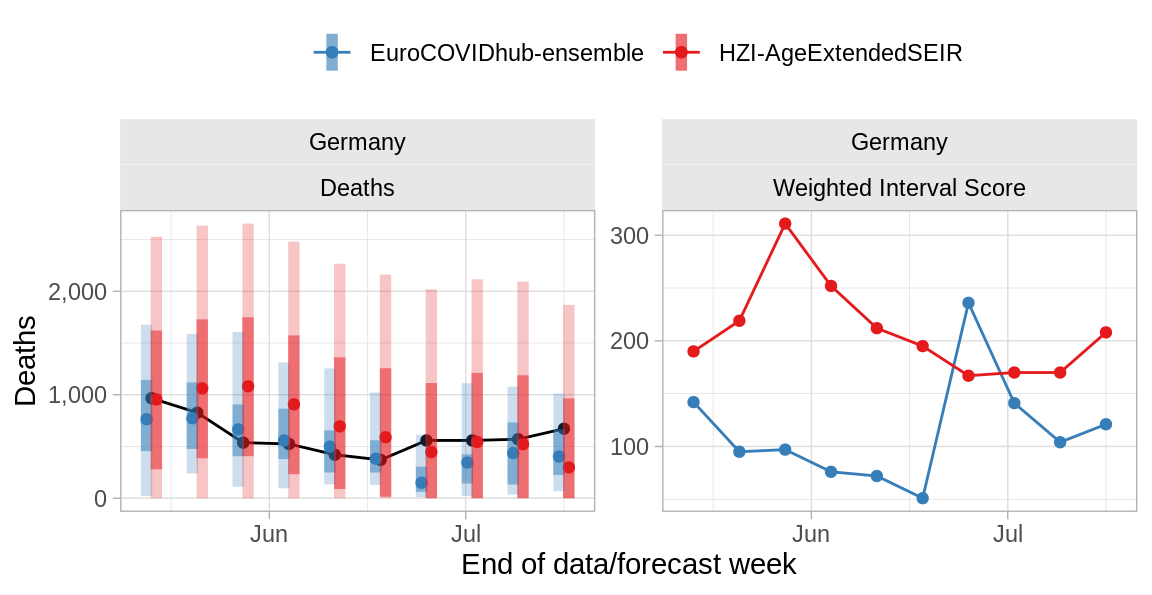 EuroCOVIDhub-ensemble HZI-AgeExtendedSEIR
Germany
Deaths
Deaths
2,000
1,000
0
Jun Jul
Germany
Weighted Interval Score
300
200
100
Jun Jul
End of data/forecast week